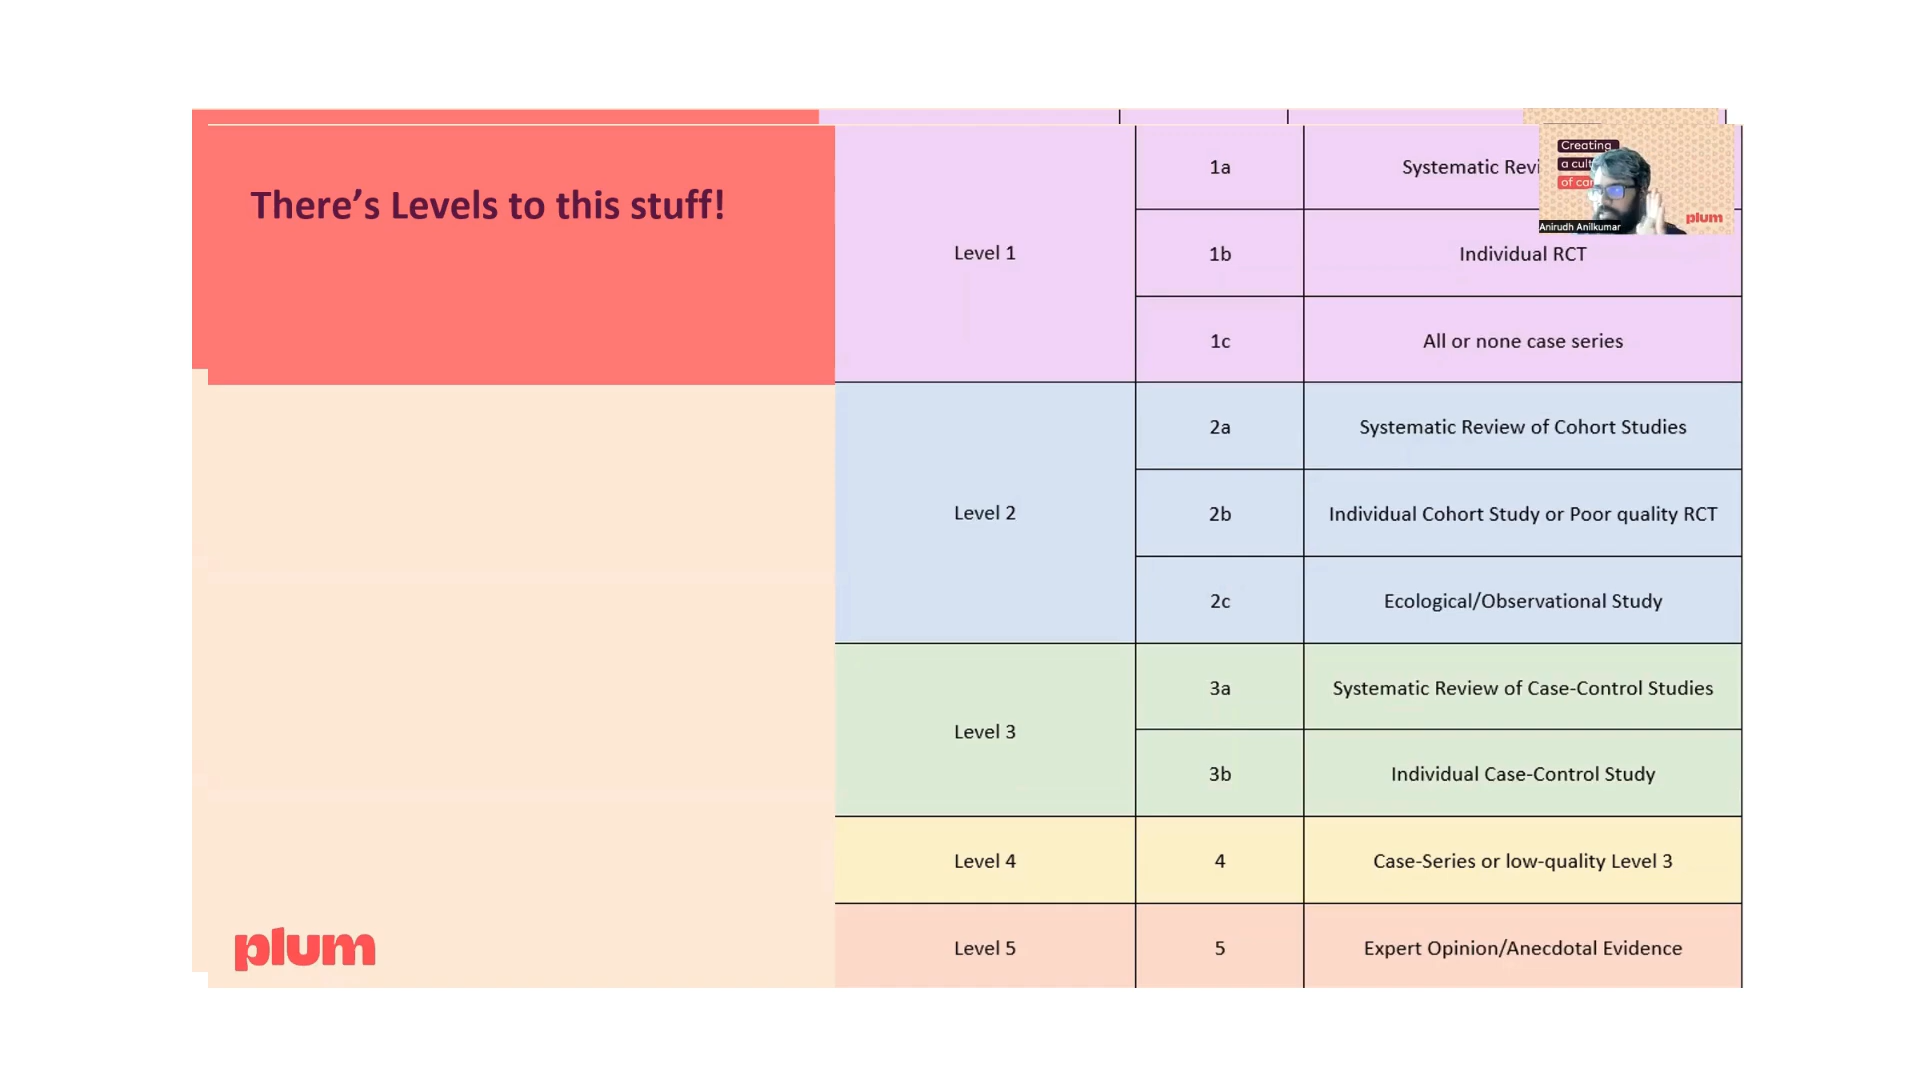 There’s Levels to this stuff!
plum
Level 1
1a
Systematic
1b
Individual RCT
1c
All or none case series
Level 2
2a
Systematic Review of Cohort Studies
2b
Individual Cohort Study or Poor quality RCT
2c
Ecological/Observational Study
Level 3
3a
Systematic Review of Case-Control Studies
3b
Individual Case-Control Study
Level 4
4
Case-Series or low-quality Level 3
Level 5
5
Expert Opinion/Anecdotal Evidence
Creating
a
of
plum
Anirudh Anilkumar